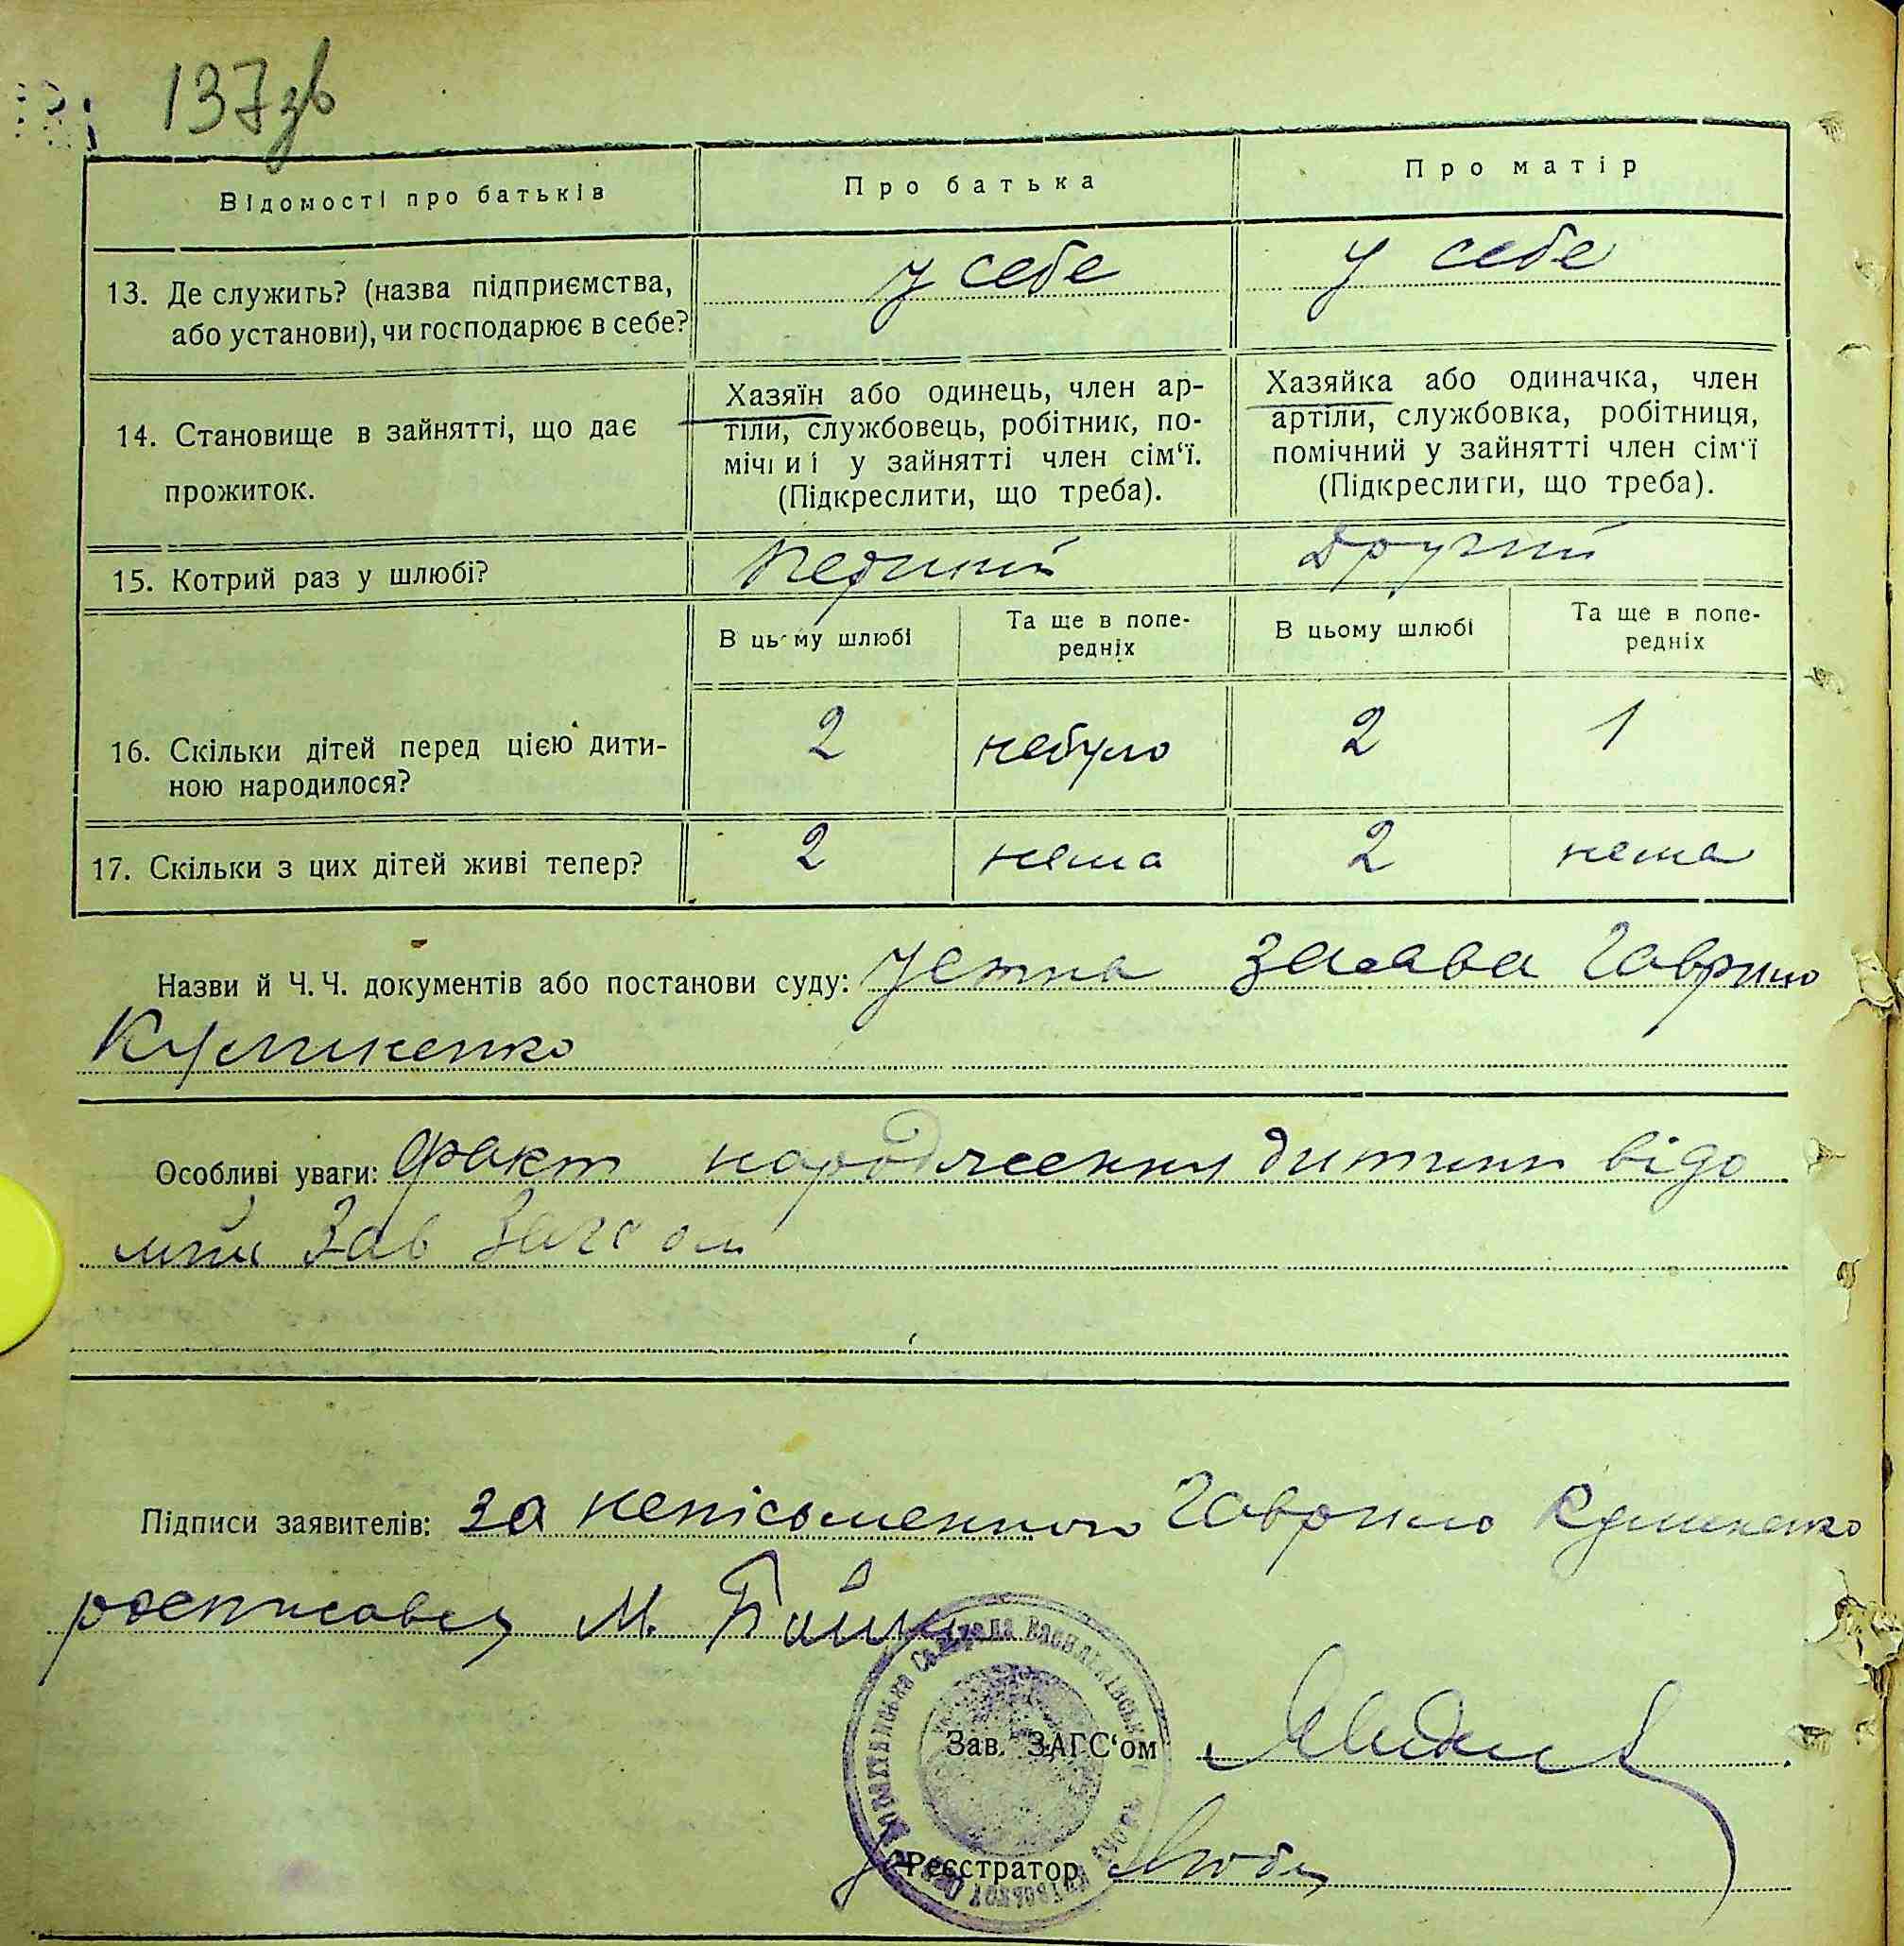 137зв
Відомості про батьків
Про батька
Про матір
13. Де служить? (назва підприємства,
або установи), чи господарює в себе?
у себе
у себе
14. Становище в зайнятті, що дає
прожиток.
Хазяїн або одинець, член ар-
тіли, службовець, робітник, по-
мічниі у зайнятті член сім‘ї.
(Підкреслити, що треба).
Хазяйка або одиначка, член
артіли, службовка, робітниця,
помічний у зайнятті член сім‘ї
(Підкреслити, що треба).
15. Котрий раз у шлюбі?
перший
другий
В цьому шлюбі
Та ще в попе-
редніх
В цьому шлюбі
Та ще в попе-
редніх
16. Скільки дітей перед цією дити-
ною народилося?
2
небуло
2
1
17. Скільки з цих дітей живі тепер?
2
нема
2
нема
Назви й Ч.Ч. документів або постанови суду: Устна заява Гаврило
Кушненко
Особливі уваги: Факт народження дитини відо
мий Зав Загсом
Підписи заявителів: за неписьменного Гаврило Кушненко
росписавсь М.
Зав. ЗАГС‘ом
Реєстратор